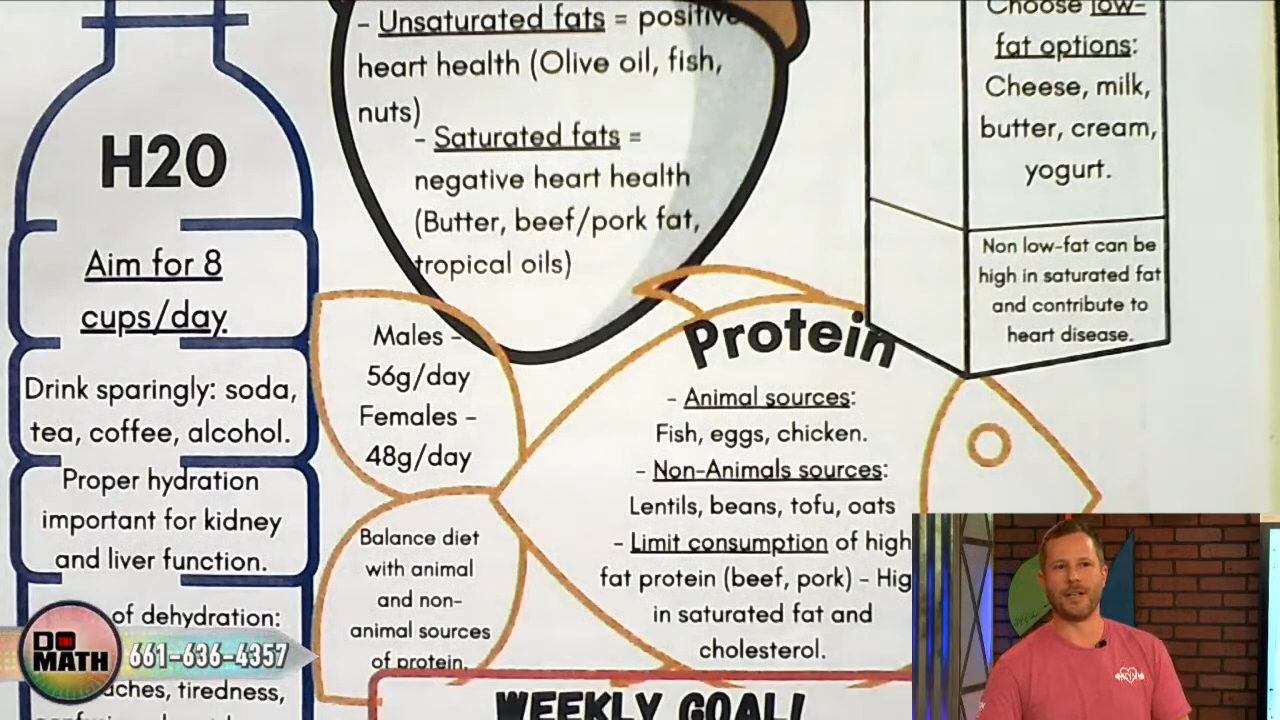 H20
Aim for 8
cups/day
Drink sparingly: soda,
tea, coffee, alcohol.
Proper hydration
important for kidney
and liver function.
of dehydration:
tiredness,
- Unsaturated fats = positive
heart health (Olive oil, fish,
nuts)
- Saturated fats =
negative heart health
(Butter, beef/pork fat,
tropical oils)
Choose low-
fat options:
Cheese, milk,
butter, cream,
yogurt.
Non low-fat can be
high in saturated fat
and contribute to
heart disease.
Males -
56g/day
Females -
48g/day
Balance diet
with animal
and non-
animal sources
of protein.
Protein
- Animal sources:
Fish, eggs, chicken.
- Non-Animals sources:
Lentils, beans, tofu, oats
- Limit consumption of high
fat protein (beef, pork) - Hig
in saturated fat and
cholesterol.
WEEKLY GOAL!
DO THE
MATH
661-636-4357